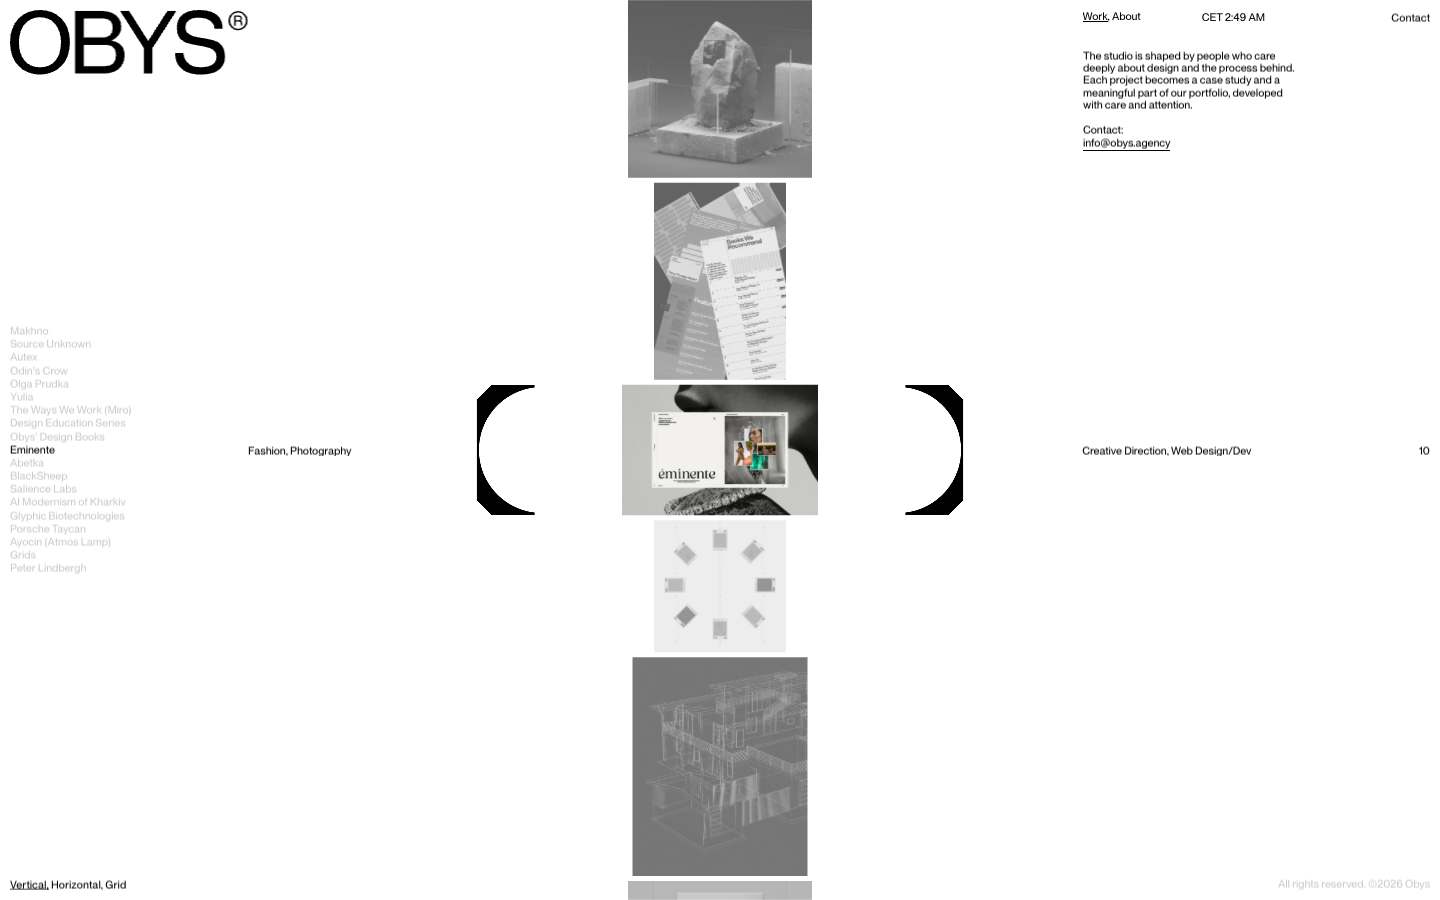 OBYS®
Work, About
CET 2:49 AM
Contact
The studio is shaped by people who care
deeply about design and the process behind.
Each project becomes a case study and a
meaningful part of our portfolio, developed
with care and attention.
Contact:
info@obys.agency
Books We
Recommend
Makhno
Source Unknown
Autex
Odin's Crow
Olga Prudka
Yulia
The Ways We Work (Miro)
Design Education Series
Obys' Design Books
Eminente
Abetka
BlackSheep
Salience Labs
AI Modernism of Kharkiv
Glyphic Biotechnologies
Porsche Taycan
Ayocin (Atmos Lamp)
Grids
Peter Lindbergh
Fashion, Photography
éminente
Creative Direction, Web Design/Dev
10
Vertical, Horizontal, Grid
All rights reserved. ©2026 Obys